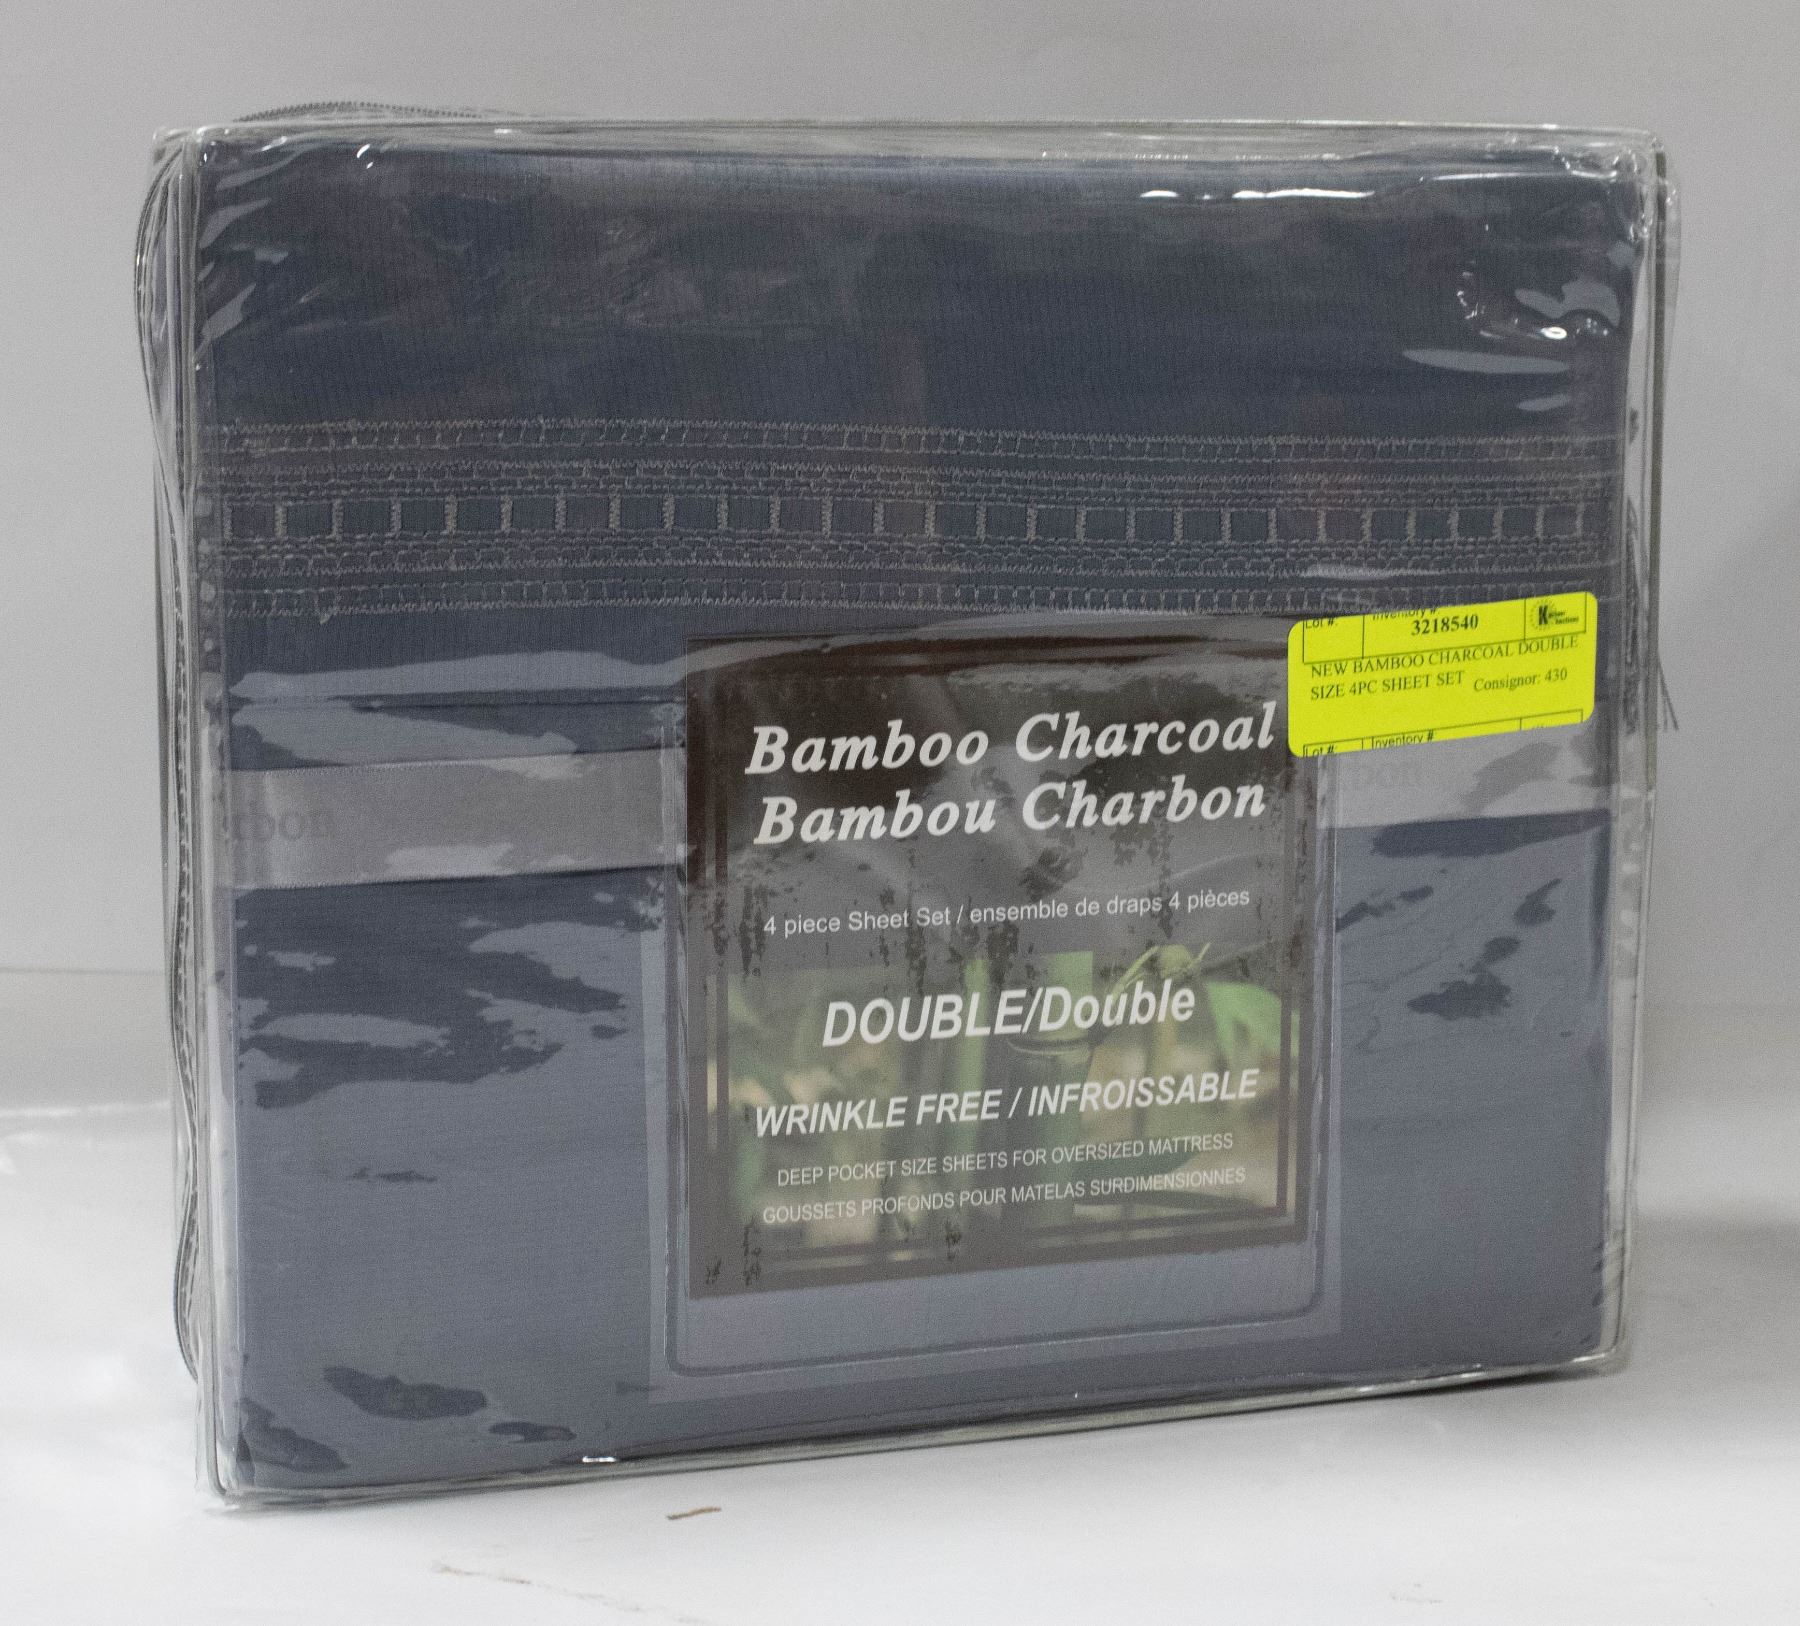 Lot #:
Inventory #:
3218540
NEW BAMBOO CHARCOAL DOUBLE
SIZE 4PC SHEET SET
Consignor: 430
Lot #:
Inventory #
Bamboo Charcoal
Bambou Charbon
4 piece Sheet Set / ensemble de draps 4 pièces
DOUBLE/Double
WRINKLE FREE / INFROISSABLE
DEEP POCKET SIZE SHEETS FOR OVERSIZED MATTRESS
GOUSSETS PROFONDS POUR MATELAS SURDIMENSIONNES